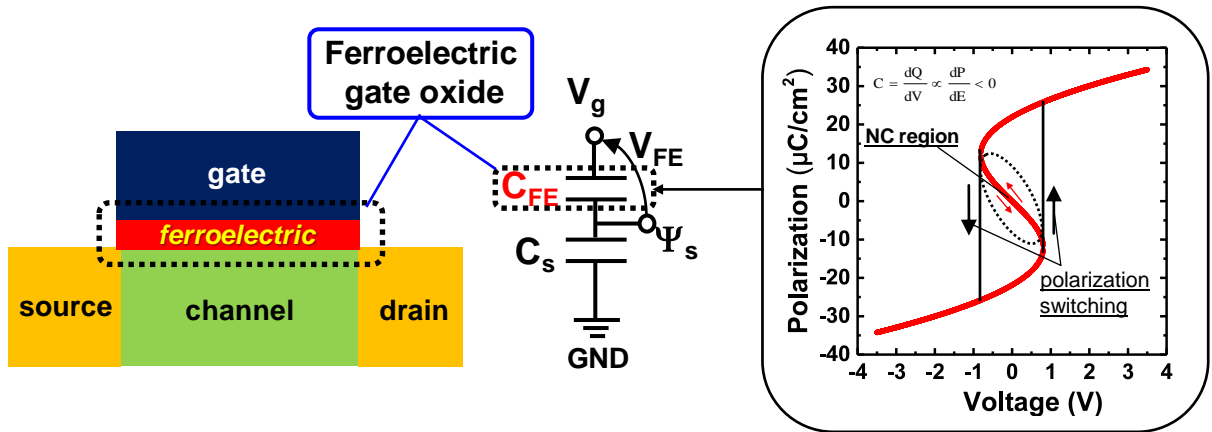 Ferroelectric
gate oxide
gate
ferroelectric
source
channel
drain
V_g
V_FE
C_FE
Ψ_s
C_s
GND
Polarization (µC/cm²)
40
30
20
10
0
-10
-20
-30
-40
C = dQ/dV ∝ dP/dE < 0
NC region
polarization
switching
-4 -3 -2 -1 0 1 2 3 4
Voltage (V)